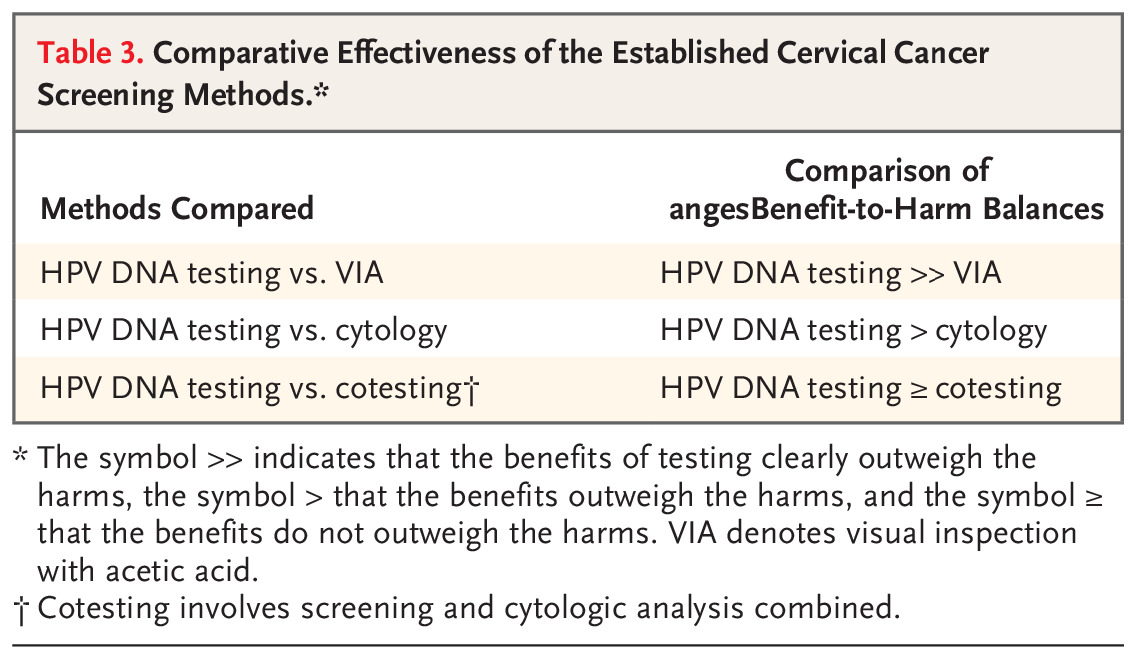 Table 3. Comparative Effectiveness of the Established Cervical Cancer
Screening Methods.*
Methods Compared
Comparison of
angesBenefit-to-Harm Balances
HPV DNA testing vs. VIA
HPV DNA testing >> VIA
HPV DNA testing vs. cytology
HPV DNA testing > cytology
HPV DNA testing vs. cotesting†
HPV DNA testing ≥ cotesting
* The symbol >> indicates that the benefits of testing clearly outweigh the
harms, the symbol > that the benefits outweigh the harms, and the symbol ≥
that the benefits do not outweigh the harms. VIA denotes visual inspection
with acetic acid.
† Cotesting involves screening and cytologic analysis combined.